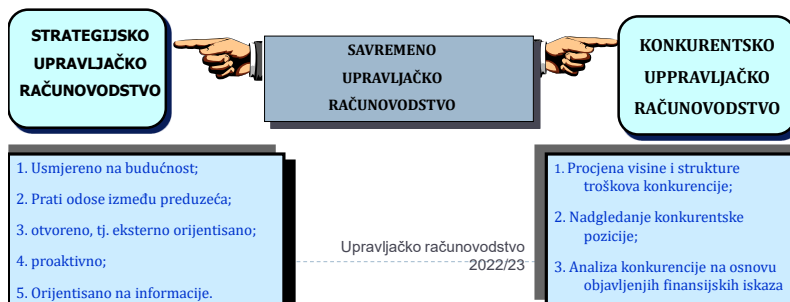 STRATEGIJSKO
UPRAVLJAČKO
RAČUNOVODSTVO
SAVREMENO
UPRAVLJAČKO
RAČUNOVODSTVO
KONKURENTSKO
UPPRAVLJAČKO
RAČUNOVODSTVO
1. Usmjereno na budućnost;
2. Prati odose između preduzeća;
3. otvoreno, tj. eksterno orijentisano;
4. proaktivno;
5. Orijentisano na informacije.
Upravljačko računovodstvo
2022/23
1. Procjena visine i strukture
troškova konkurencije;
2. Nadgledanje konkurentske
pozicije;
3. Analiza konkurencije na osnovu
objavljenih finansijskih iskaza